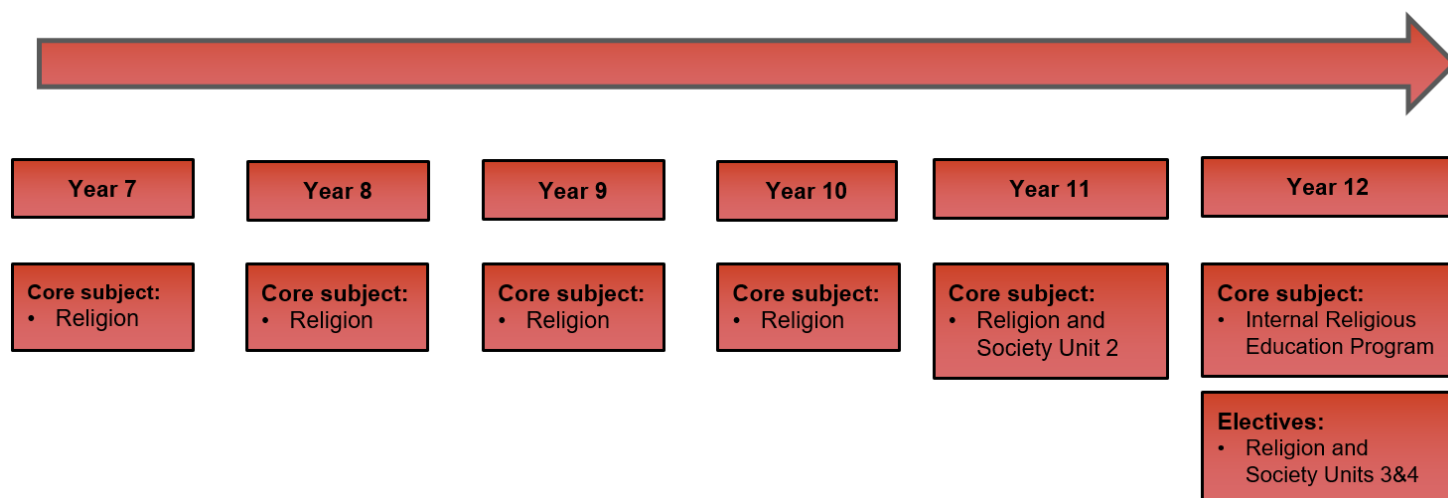 Year 7
Year 8
Year 9
Year 10
Year 11
Year 12
Core subject:
• Religion
Core subject:
• Religion
Core subject:
• Religion
Core subject:
• Religion
Core subject:
• Religion and
Society Unit 2
Core subject:
• Internal Religious
Education Program
Electives:
• Religion and
Society Units 3&4